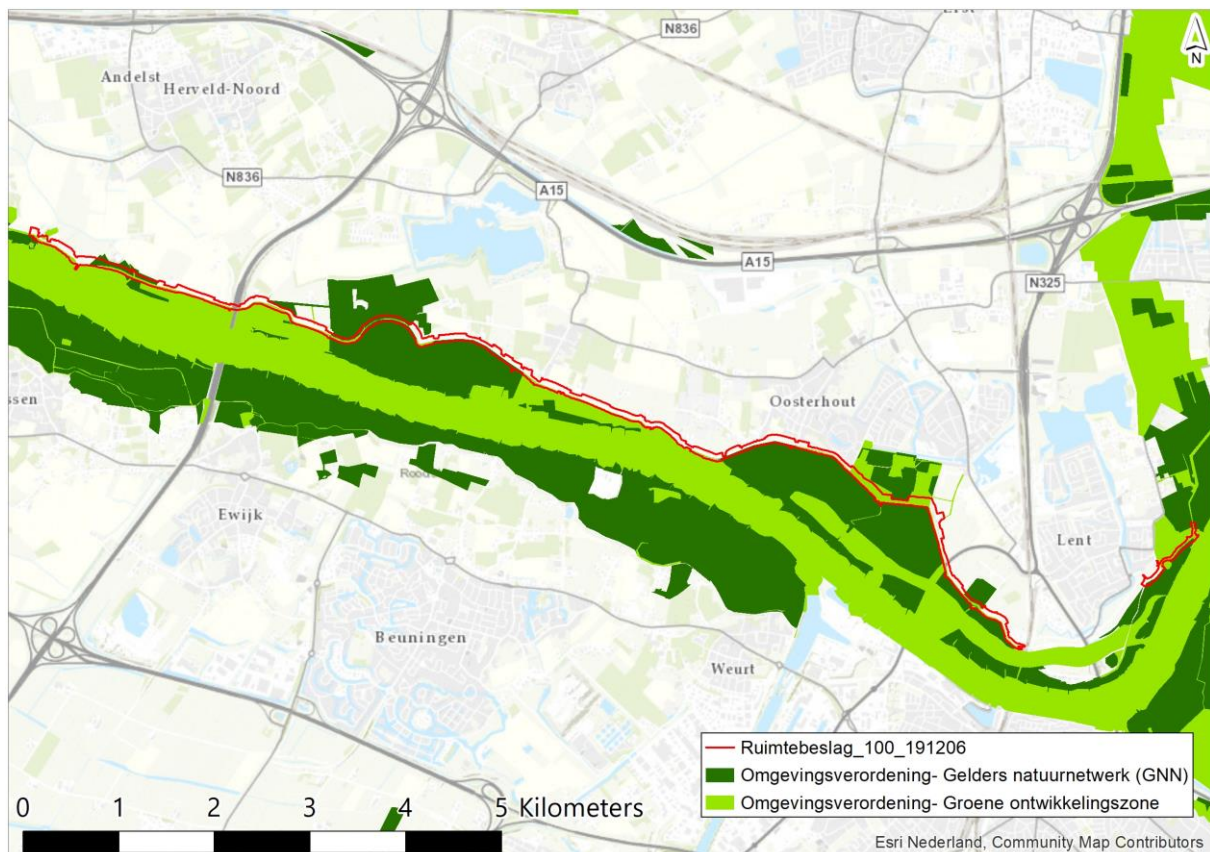 N836
N
Andelst
Herveld-Noord
N836
A15
A15
N325
Oosterhout
ssen
Ewijk
Lent
Beuningen
Weurt
Ruimtebeslag_100_191206
Omgevingsverordening- Gelders natuurnetwerk (GNN)
Omgevingsverordening- Groene ontwikkelingszone
0 1 2 3 4 5 Kilometers
Esri Nederland, Community Map Contributors